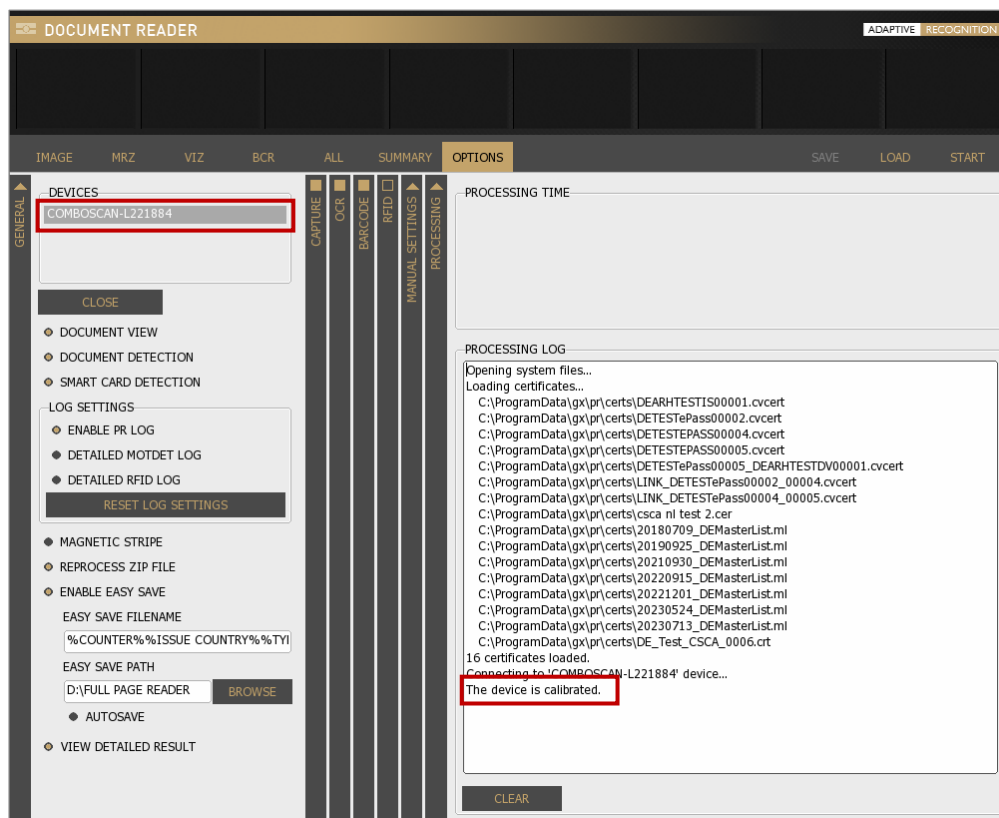 DOCUMENT READER
ADAPTIVE RECOGNITION
IMAGE MRZ VIZ BCR ALL SUMMARY OPTIONS SAVE LOAD START
GENERAL
DEVICES
COMBOSCAN-L221884
CLOSE
DOCUMENT VIEW
DOCUMENT DETECTION
SMART CARD DETECTION
LOG SETTINGS
ENABLE PR LOG
DETAILED MOTDET LOG
DETAILED RFID LOG
RESET LOG SETTINGS
MAGNETIC STRIPE
REPROCESS ZIP FILE
ENABLE EASY SAVE
EASY SAVE FILENAME
%COUNTER%%ISSUE COUNTRY%%TYI
EASY SAVE PATH
D:\FULL PAGE READER BROWSE
AUTOSAVE
VIEW DETAILED RESULT
CAPTURE
OCR
BARCODE
RFID
MANUAL SETTINGS
PROCESSING
PROCESSING TIME
PROCESSING LOG
Opening system files...
Loading certificates...
C:\ProgramData\gx\pr\certs\DEARHTESTIS00001.cvcert
C:\ProgramData\gx\pr\certs\DETESTePass00002.cvcert
C:\ProgramData\gx\pr\certs\DETESTEPASS00004.cvcert
C:\ProgramData\gx\pr\certs\DETESTEPASS00005.cvcert
C:\ProgramData\gx\pr\certs\DETESTePass00005_DEARHTESTDV00001.cvcert
C:\ProgramData\gx\pr\certs\LINK_DETESTePass00002_00004.cvcert
C:\ProgramData\gx\pr\certs\LINK_DETESTePass00004_00005.cvcert
C:\ProgramData\gx\pr\certs\csca nl test 2.cer
C:\ProgramData\gx\pr\certs\20180709_DEMasterList.ml
C:\ProgramData\gx\pr\certs\20190925_DEMasterList.ml
C:\ProgramData\gx\pr\certs\20210930_DEMasterList.ml
C:\ProgramData\gx\pr\certs\20220915_DEMasterList.ml
C:\ProgramData\gx\pr\certs\20221201_DEMasterList.ml
C:\ProgramData\gx\pr\certs\20230524_DEMasterList.ml
C:\ProgramData\gx\pr\certs\20230713_DEMasterList.ml
C:\ProgramData\gx\pr\certs\DE_Test_CSCA_0006.crt
16 certificates loaded.
Connecting to 'COMBOSCAN-L221884' device...
The device is calibrated.
CLEAR